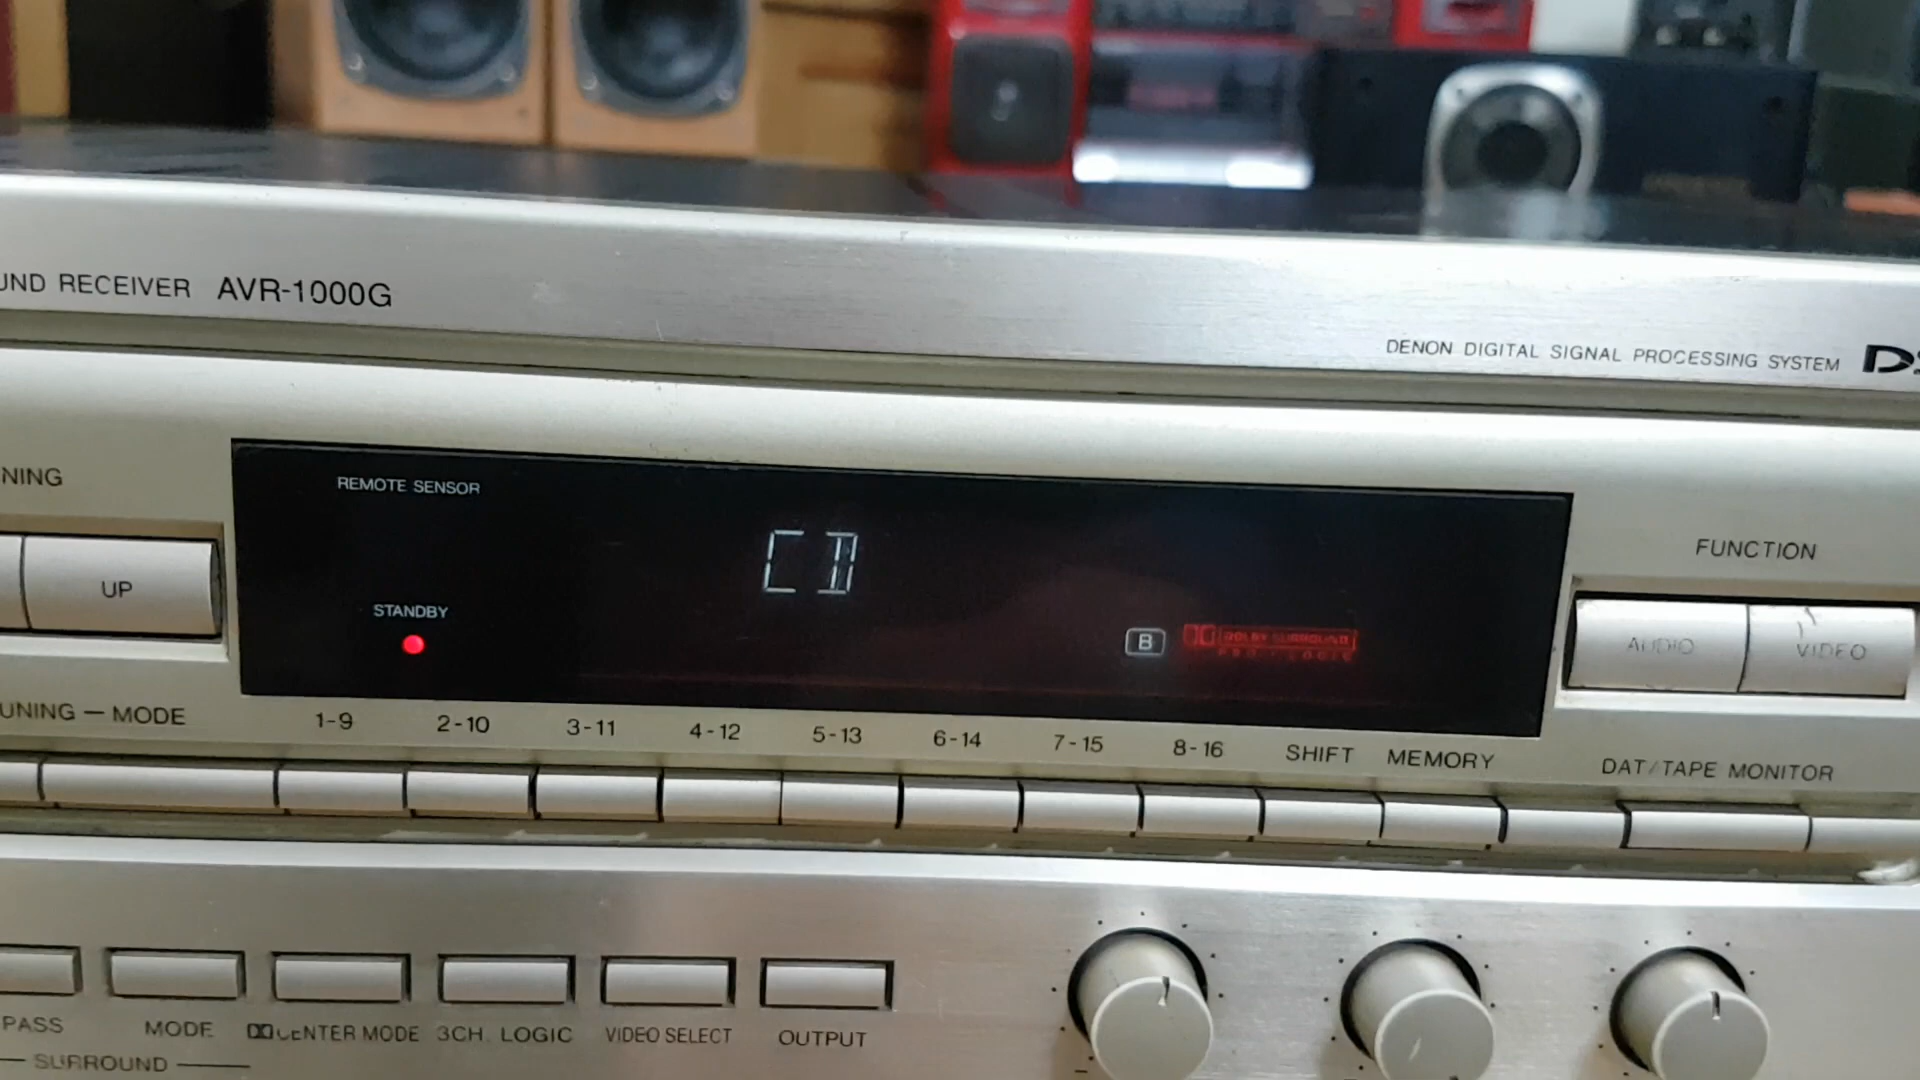 UND RECEIVER AVR-1000G
DENON DIGITAL SIGNAL PROCESSING SYSTEM DS
NING
REMOTE SENSOR
CD
FUNCTION
UP
STANDBY
B
DOLBY SURROUND
PRO · LOGIC
AUDIO
VIDEO
UNING — MODE
1-9
2-10
3-11
4-12
5-13
6-14
7-15
8-16
SHIFT
MEMORY
DAT/TAPE MONITOR
PASS
MODE
CENTER MODE
3CH. LOGIC
VIDEO SELECT
OUTPUT
SURROUND